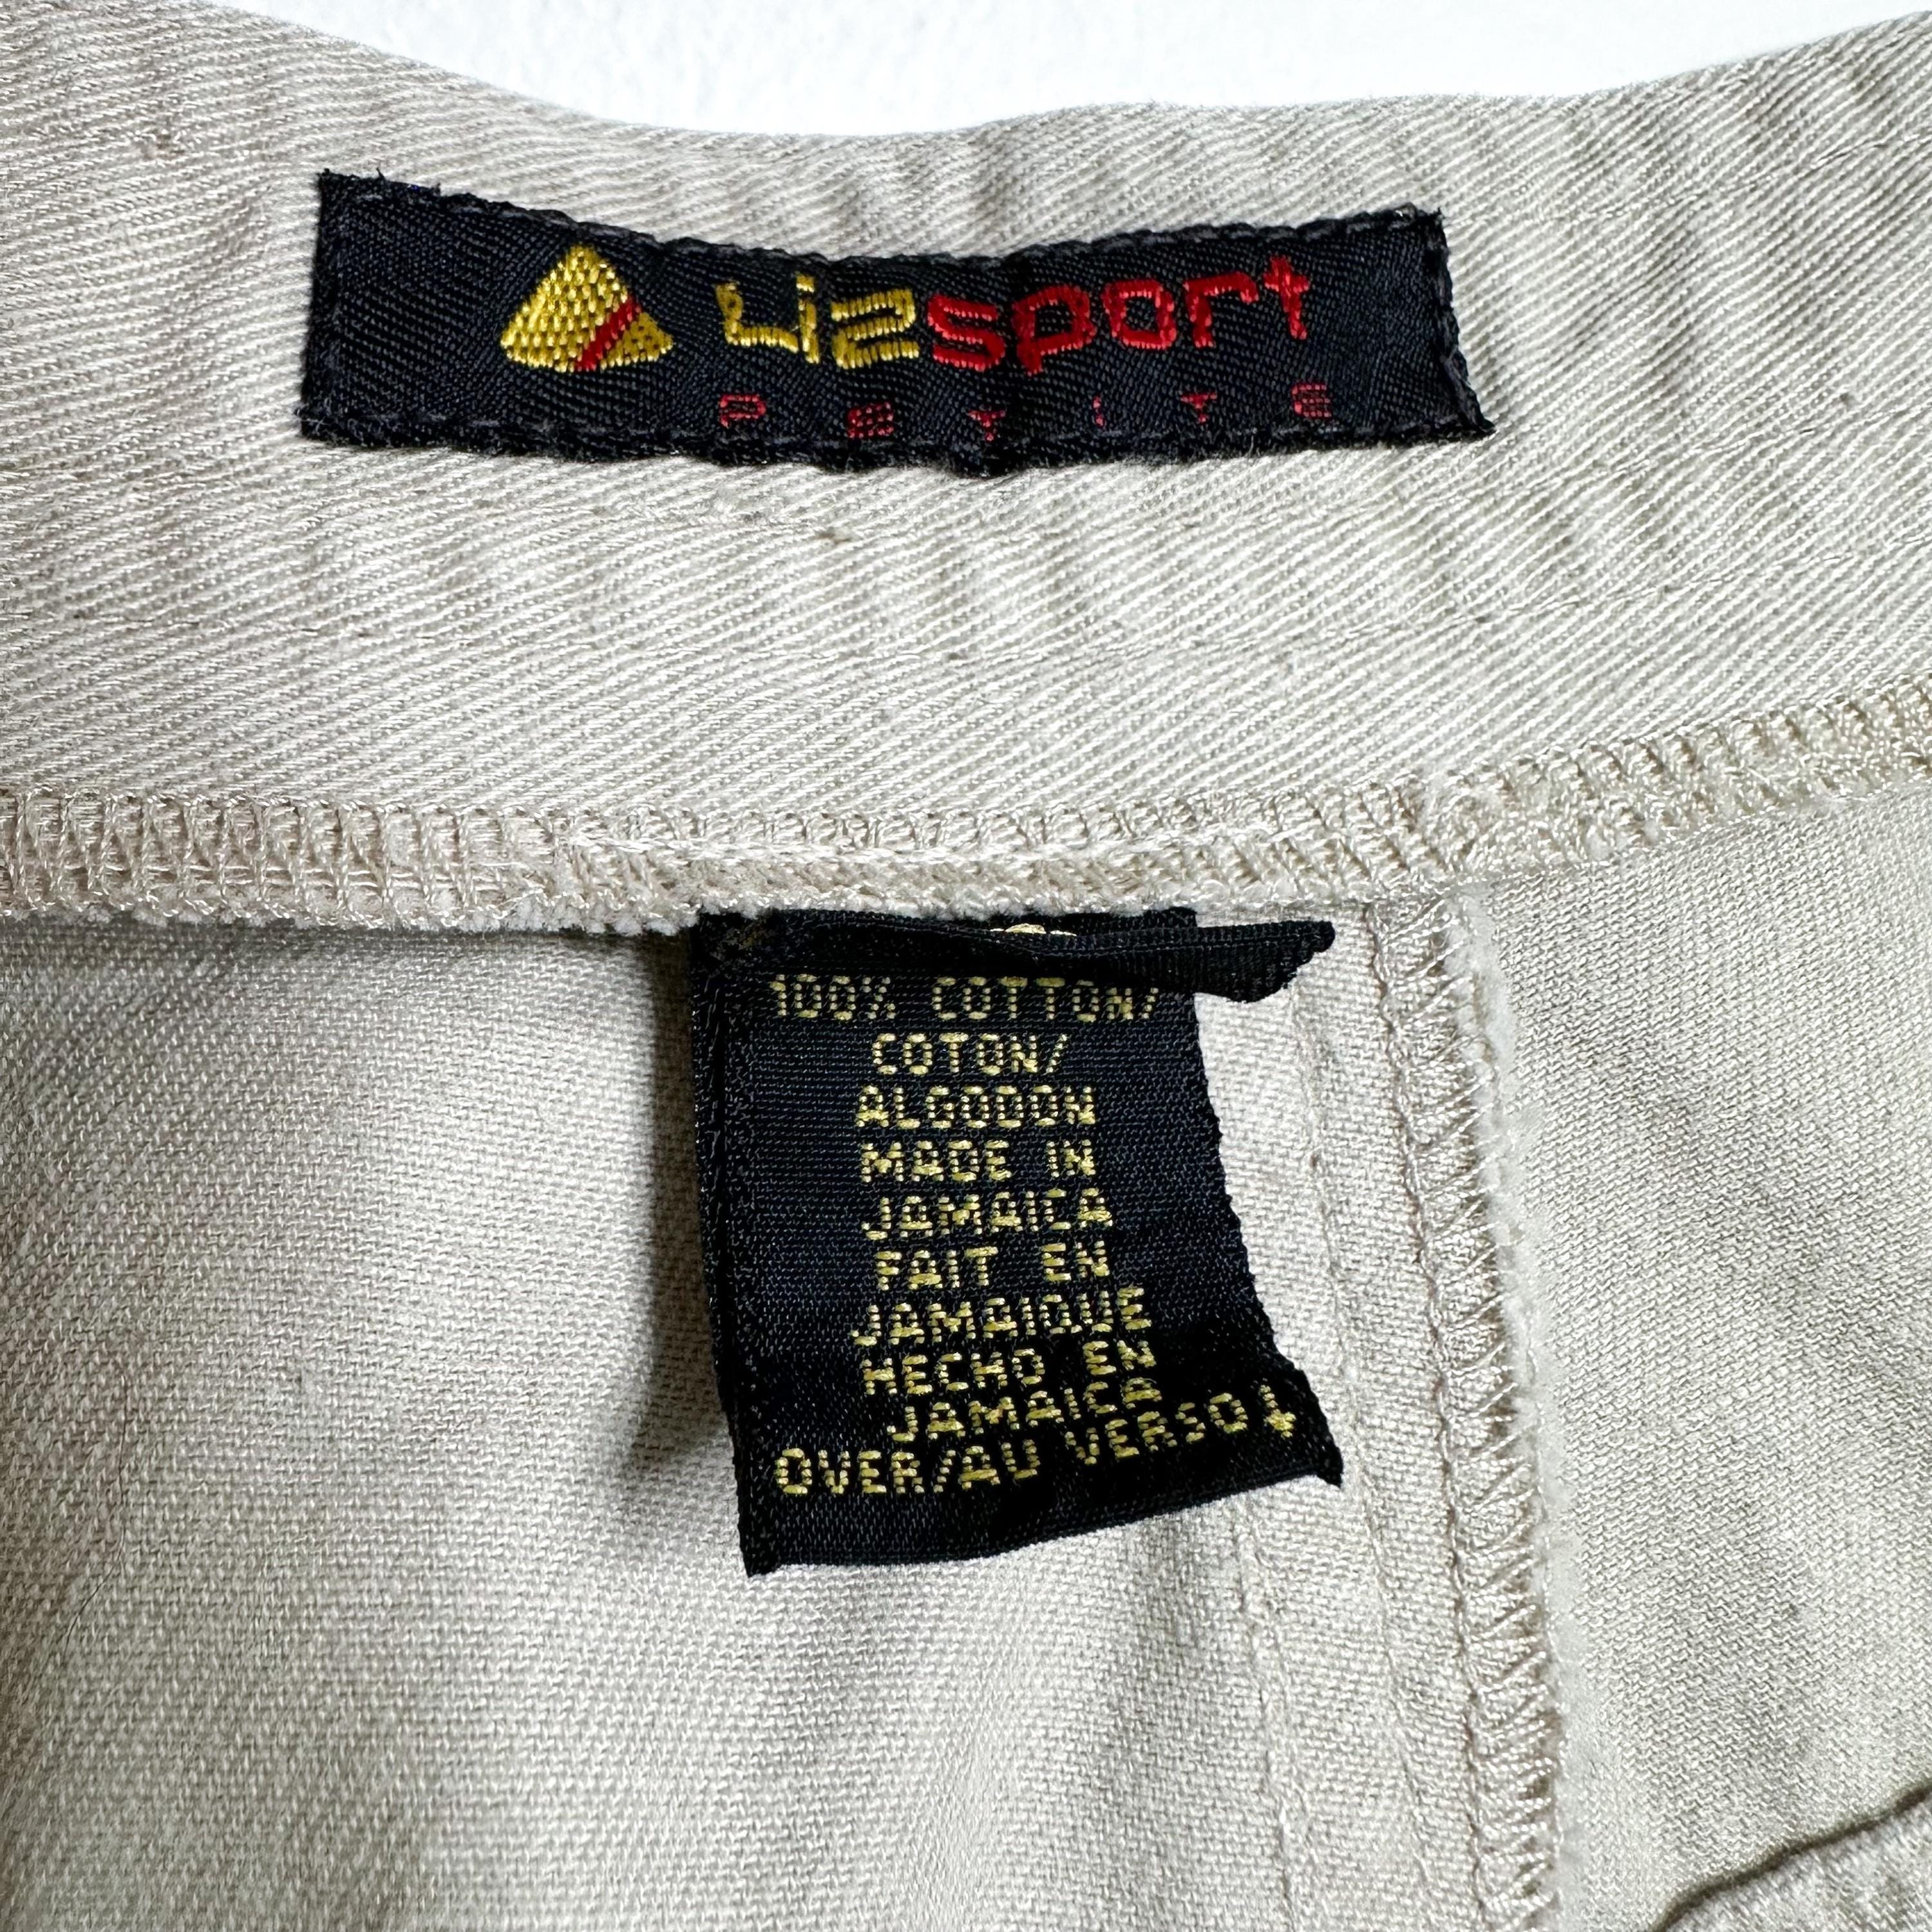 lizsport
PETITE
100% COTTON/
COTON/
ALGODON
MADE IN
JAMAICA
FAIT EN
JAMAIQUE
HECHO EN
JAMAICA
OVER/AU VERSO↓